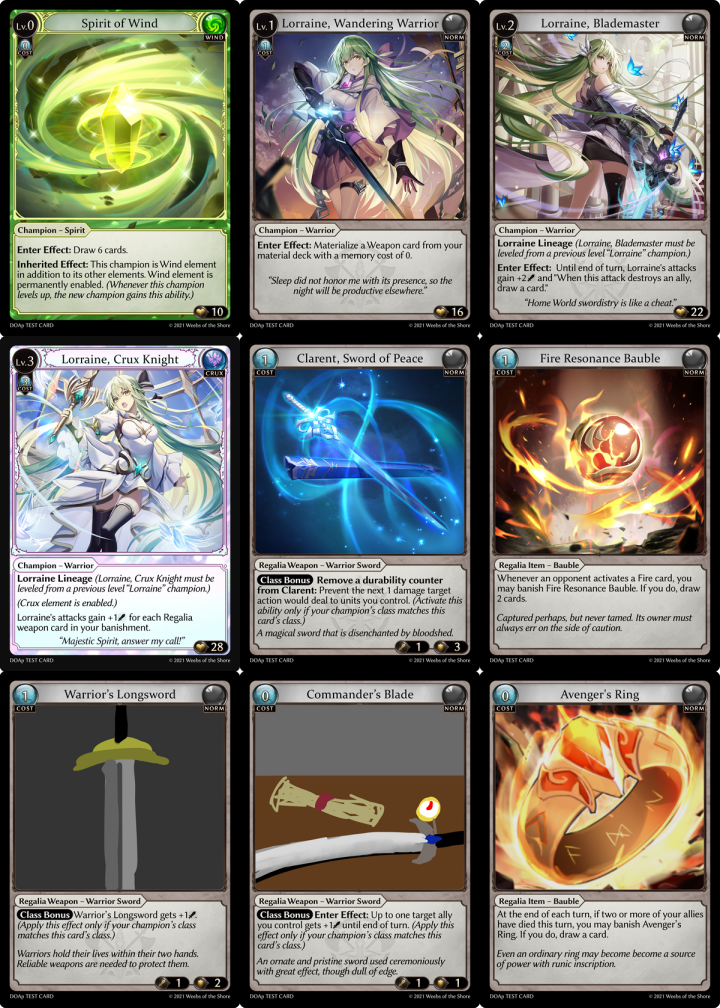 Lv.0 Spirit of Wind
WIND
COST
Champion – Spirit
Enter Effect: Draw 6 cards.
Inherited Effect: This champion is Wind element
in addition to its other elements. Wind element is
permanently enabled. (Whenever this champion
levels up, the new champion gains this ability.)
10
DOAp TEST CARD © 2021 Weebs of the Shore
Lv.1 Lorraine, Wandering Warrior
NORM
COST
Champion – Warrior
Enter Effect: Materialize a Weapon card from your
material deck with a memory cost of 0.
“Sleep did not honor me with its presence, so the
night will be productive elsewhere.”
16
DOAp TEST CARD © 2021 Weebs of the Shore
Lv.2 Lorraine, Blademaster
NORM
COST
Champion – Warrior
Lorraine Lineage (Lorraine, Blademaster must be
leveled from a previous level “Lorraine” champion.)
Enter Effect: Until end of turn, Lorraine's attacks
gain +2 and “When this attack destroys an ally,
draw a card.”
“Home World swordistry is like a cheat.”
22
DOAp TEST CARD © 2021 Weebs of the Shore
Lv.3 Lorraine, Crux Knight
CRUX
COST
Champion – Warrior
Lorraine Lineage (Lorraine, Crux Knight must be
leveled from a previous level “Lorraine” champion.)
(Crux element is enabled.)
Lorraine's attacks gain +1 for each Regalia
weapon card in your banishment.
“Majestic Spirit, answer my call!”
28
DOAp TEST CARD © 2021 Weebs of the Shore
1 Clarent, Sword of Peace
COST NORM
Regalia Weapon – Warrior Sword
Class Bonus Remove a durability counter
from Clarent: Prevent the next 1 damage target
action would deal to units you control. (Activate this
ability only if your champion's class matches this
card's class.)
A magical sword that is disenchanted by bloodshed.
1 3
DOAp TEST CARD © 2021 Weebs of the Shore
1 Fire Resonance Bauble
COST NORM
Regalia Item – Bauble
Whenever an opponent activates a Fire card, you
may banish Fire Resonance Bauble. If you do, draw
2 cards.
Captured perhaps, but never tamed. Its owner must
always err on the side of caution.
DOAp TEST CARD © 2021 Weebs of the Shore
1 Warrior's Longsword
COST NORM
Regalia Weapon – Warrior Sword
Class Bonus Warrior's Longsword gets +1.
(Apply this effect only if your champion's class
matches this card's class.)
Warriors hold their lives within their two hands.
Reliable weapons are needed to protect them.
1 2
DOAp TEST CARD © 2021 Weebs of the Shore
0 Commander's Blade
COST NORM
Regalia Weapon – Warrior Sword
Class Bonus Enter Effect: Up to one target ally
you control gets +1 until end of turn. (Apply this
effect only if your champion's class matches this
card's class.)
An ornate and pristine sword used ceremoniously
with great effect, though dull of edge.
1 1
DOAp TEST CARD © 2021 Weebs of the Shore
0 Avenger's Ring
COST NORM
Regalia Item – Bauble
At the end of each turn, if two or more of your allies
have died this turn, you may banish Avenger's
Ring. If you do, draw a card.
Even an ordinary ring may become become a
source of power with runic inscription.
DOAp TEST CARD © 2021 Weebs of the Shore